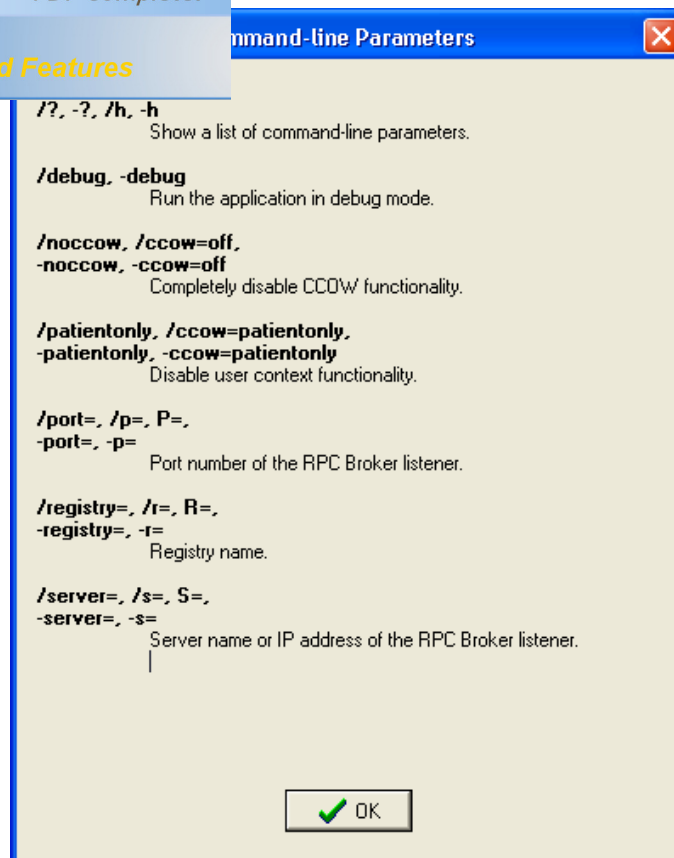 d Features
mmand-line Parameters
/?, -?, /h, -h
Show a list of command-line parameters.
/debug, -debug
Run the application in debug mode.
/noccow, /ccow=off,
-noccow, -ccow=off
Completely disable CCOW functionality.
/patientonly, /ccow=patientonly,
-patientonly, -ccow=patientonly
Disable user context functionality.
/port=, /p=, P=,
-port=, -p=
Port number of the RPC Broker listener.
/registry=, /r=, R=,
-registry=, -r=
Registry name.
/server=, /s=, S=,
-server=, -s=
Server name or IP address of the RPC Broker listener.
OK